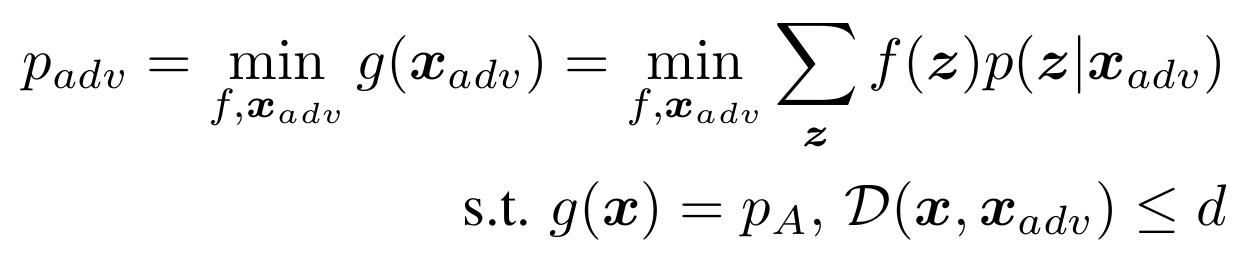 $p_{adv} = \min_{f, \boldsymbol{x}_{adv}} g(\boldsymbol{x}_{adv}) = \min_{f, \boldsymbol{x}_{adv}} \sum_{\boldsymbol{z}} f(\boldsymbol{z}) p(\boldsymbol{z}|\boldsymbol{x}_{adv})$
s.t. $g(\boldsymbol{x}) = p_A, \mathcal{D}(\boldsymbol{x}, \boldsymbol{x}_{adv}) \leq d$